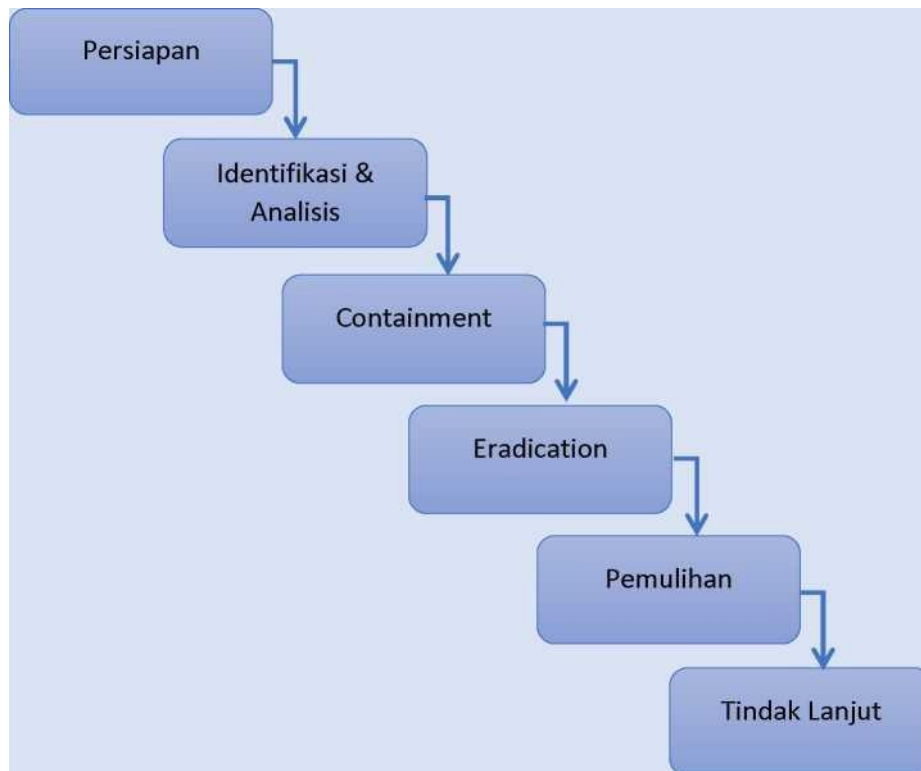 Persiapan
Identifikasi &
Analisis
Containment
Eradication
Pemulihan
Tindak Lanjut